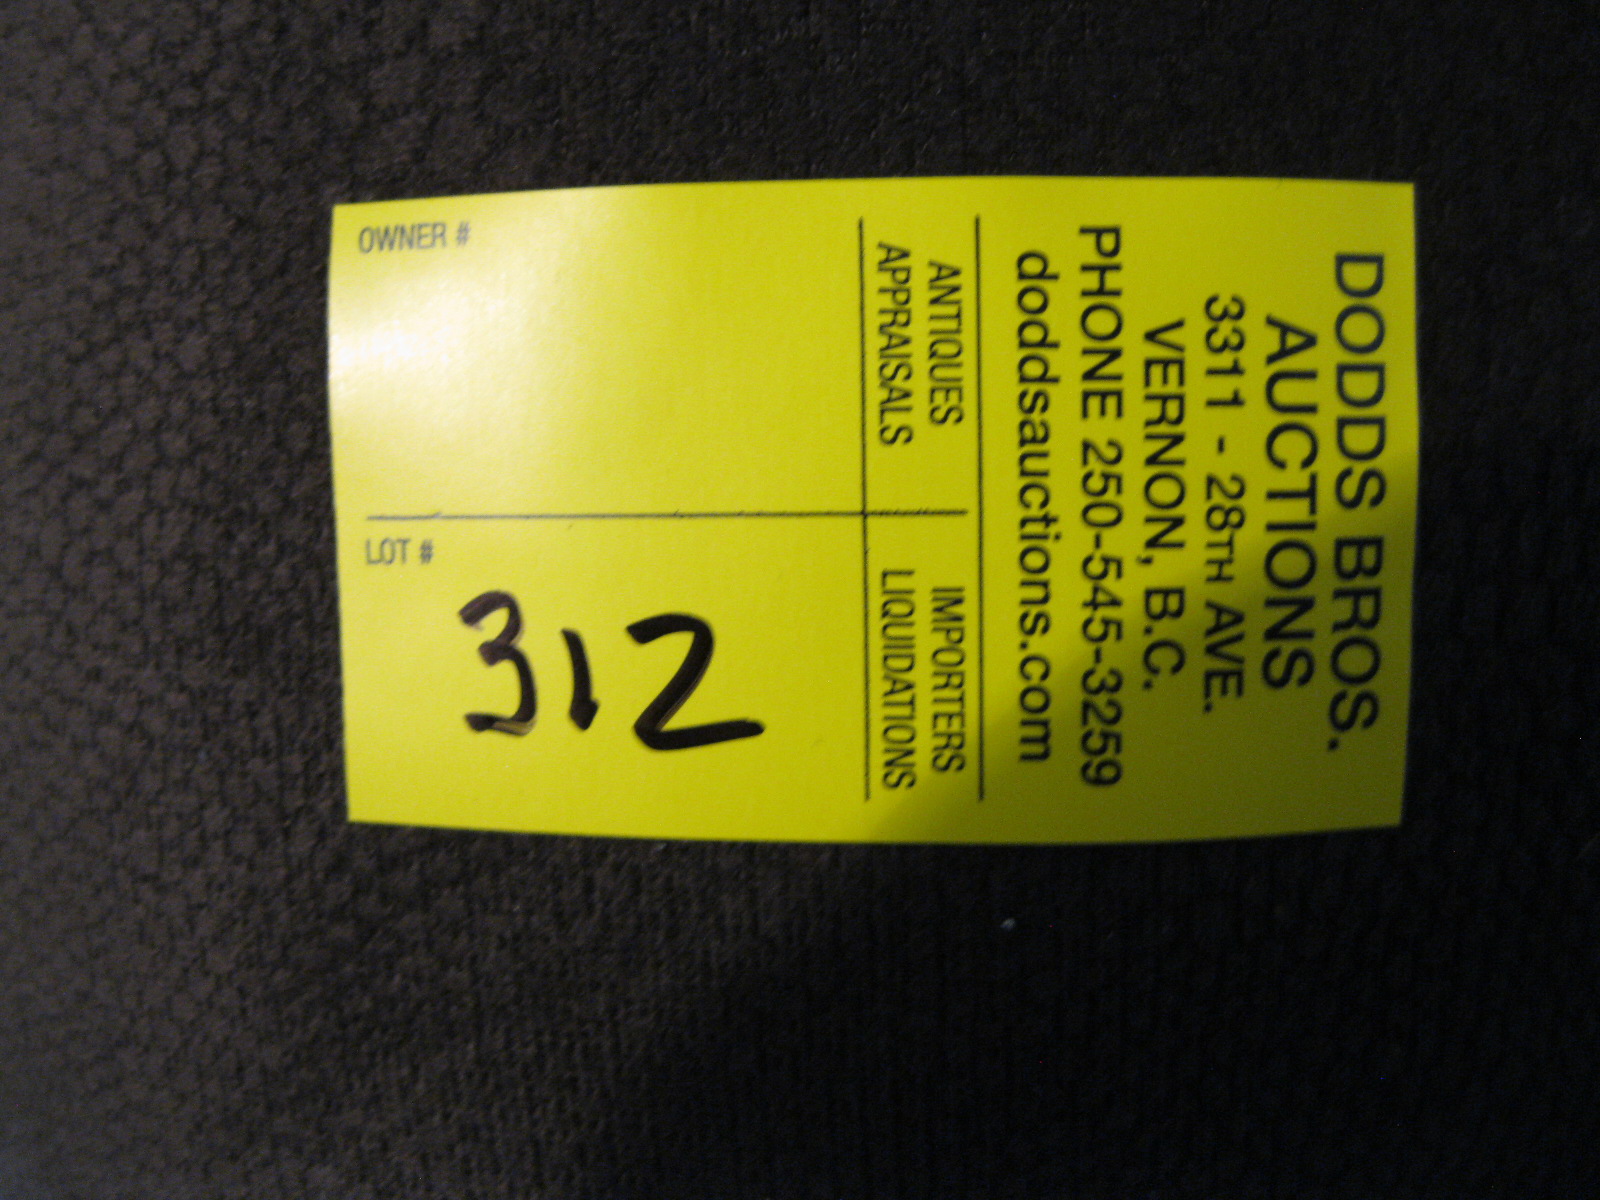 DODDS BROS.
AUCTIONS
3311 - 28TH AVE.
VERNON, B.C.
PHONE 250-545-3259
doddsauctions.com
ANTIQUES
APPRAISALS
IMPORTERS
LIQUIDATIONS
OWNER #
LOT #
312